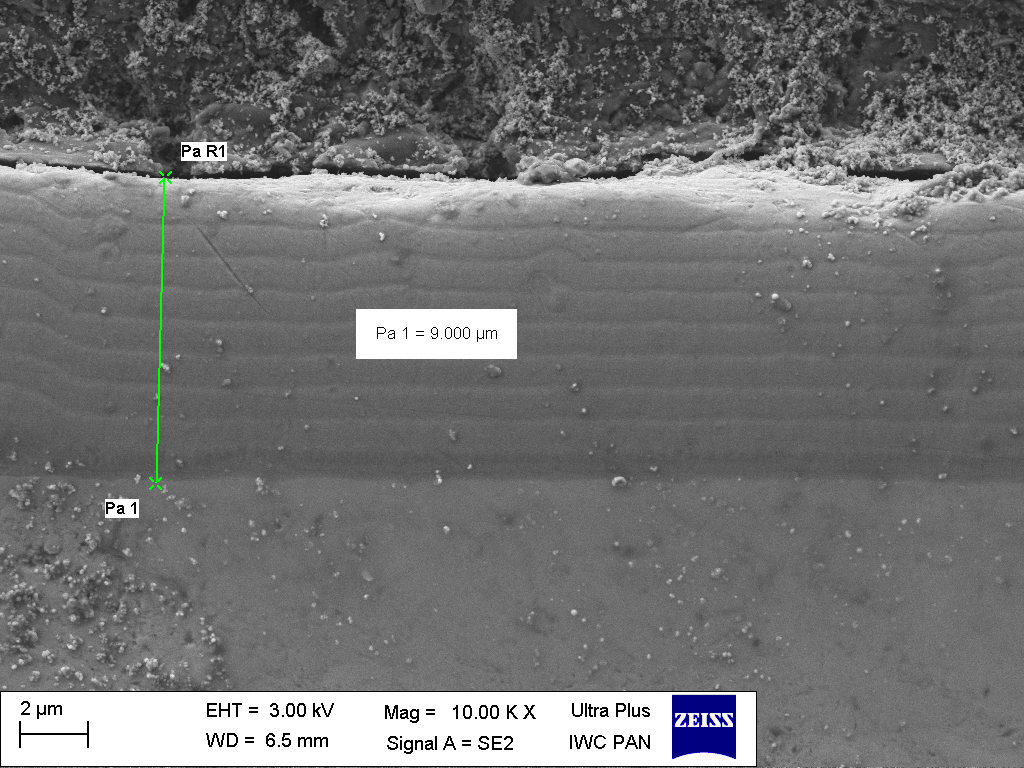 Pa R1
Pa 1 = 9.000 µm
Pa 1
2 µm
EHT = 3.00 kV
Mag = 10.00 K X
Ultra Plus
ZEISS
WD = 6.5 mm
Signal A = SE2
IWC PAN